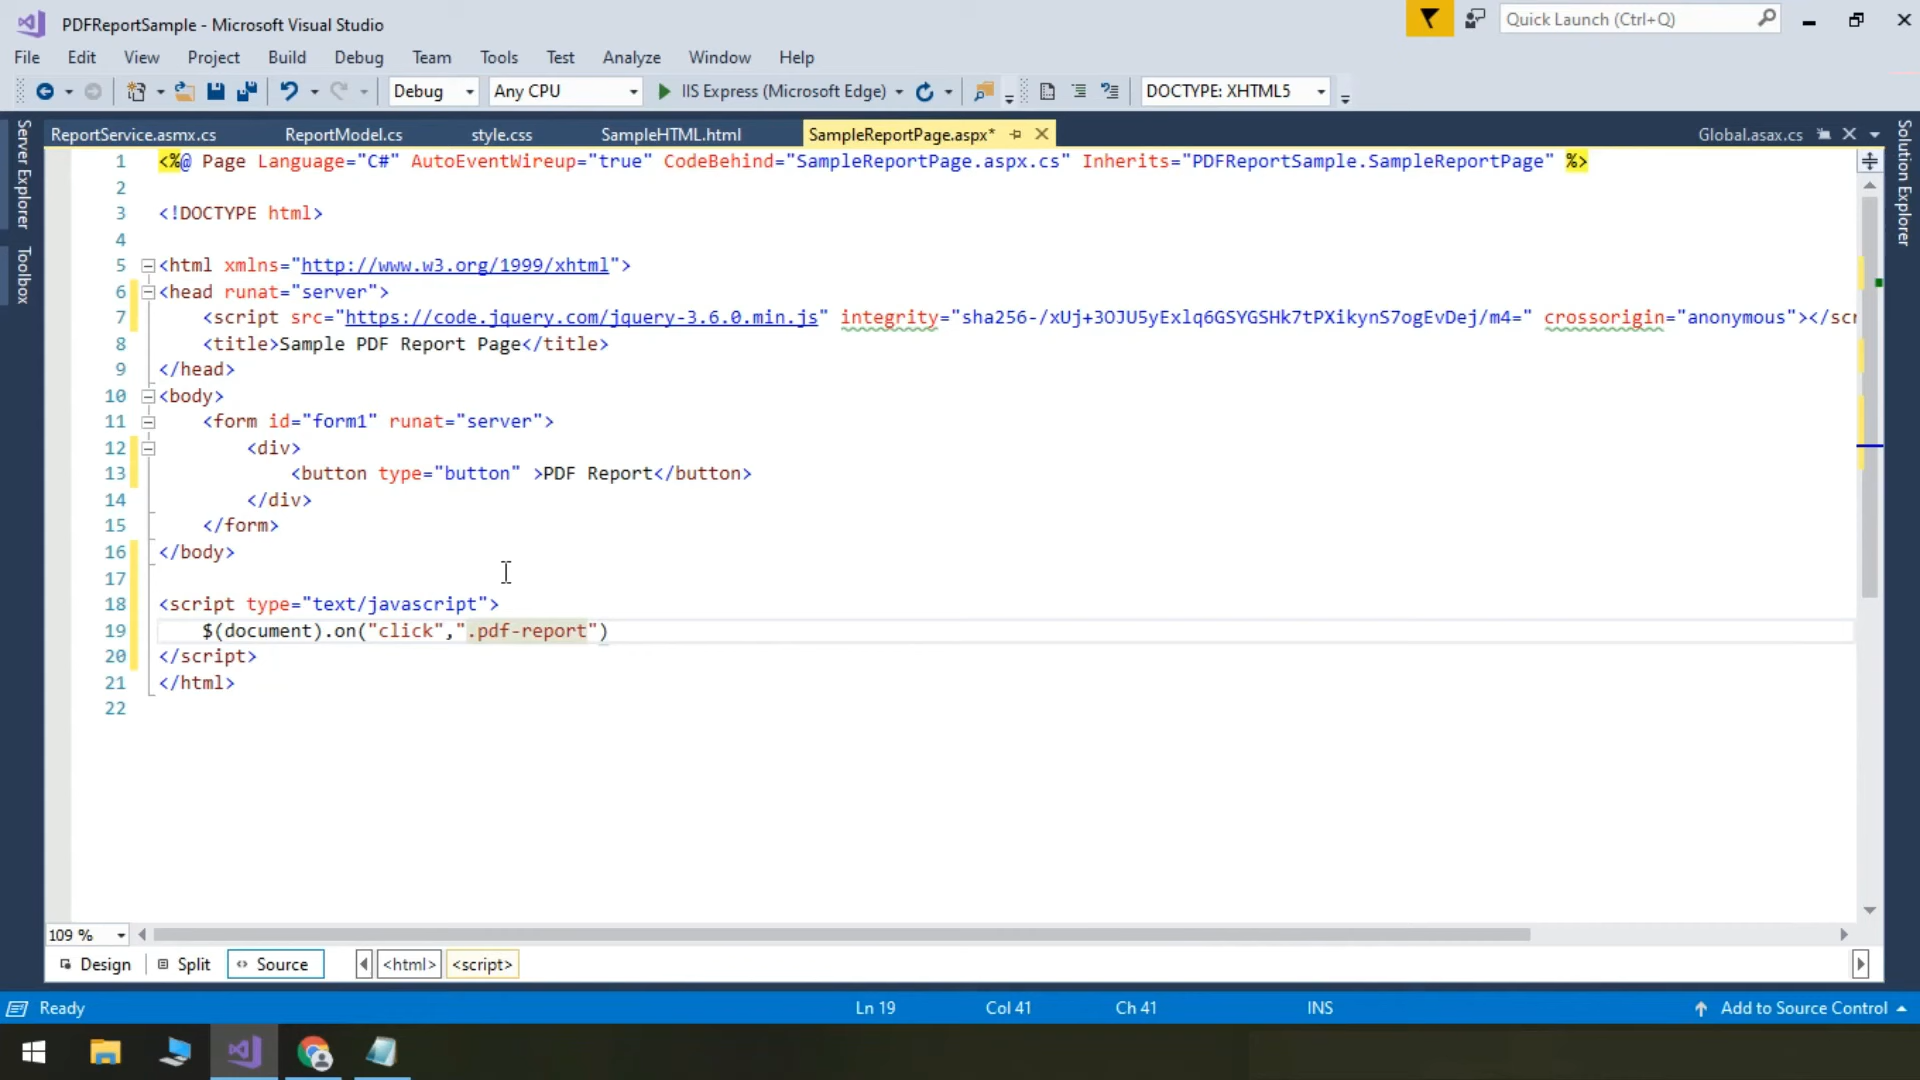 PDFReportSample - Microsoft Visual Studio
Quick Launch (Ctrl+Q)
File Edit View Project Build Debug Team Tools Test Analyze Window Help
Debug Any CPU IIS Express (Microsoft Edge) DOCTYPE: XHTML5
ReportService.asmx.cs ReportModel.cs style.css SampleHTML.html SampleReportPage.aspx* Global.asax.cs
Server Explorer
Toolbox
Solution Explorer
1 <%@ Page Language="C#" AutoEventWireup="true" CodeBehind="SampleReportPage.aspx.cs" Inherits="PDFReportSample.SampleReportPage" %>
2
3 <!DOCTYPE html>
4
5 <html xmlns="http://www.w3.org/1999/xhtml">
6 <head runat="server">
7 <script src="https://code.jquery.com/jquery-3.6.0.min.js" integrity="sha256-/xUj+3OJU5yExlq6GSYGSHk7tPXikynS7ogEvDej/m4=" crossorigin="anonymous"></scr
8 <title>Sample PDF Report Page</title>
9 </head>
10 <body>
11 <form id="form1" runat="server">
12 <div>
13 <button type="button" >PDF Report</button>
14 </div>
15 </form>
16 </body>
17
18 <script type="text/javascript">
19 $(document).on("click",".pdf-report")
20 </script>
21 </html>
22
109 %
Design Split Source <html> <script>
Ready Ln 19 Col 41 Ch 41 INS Add to Source Control